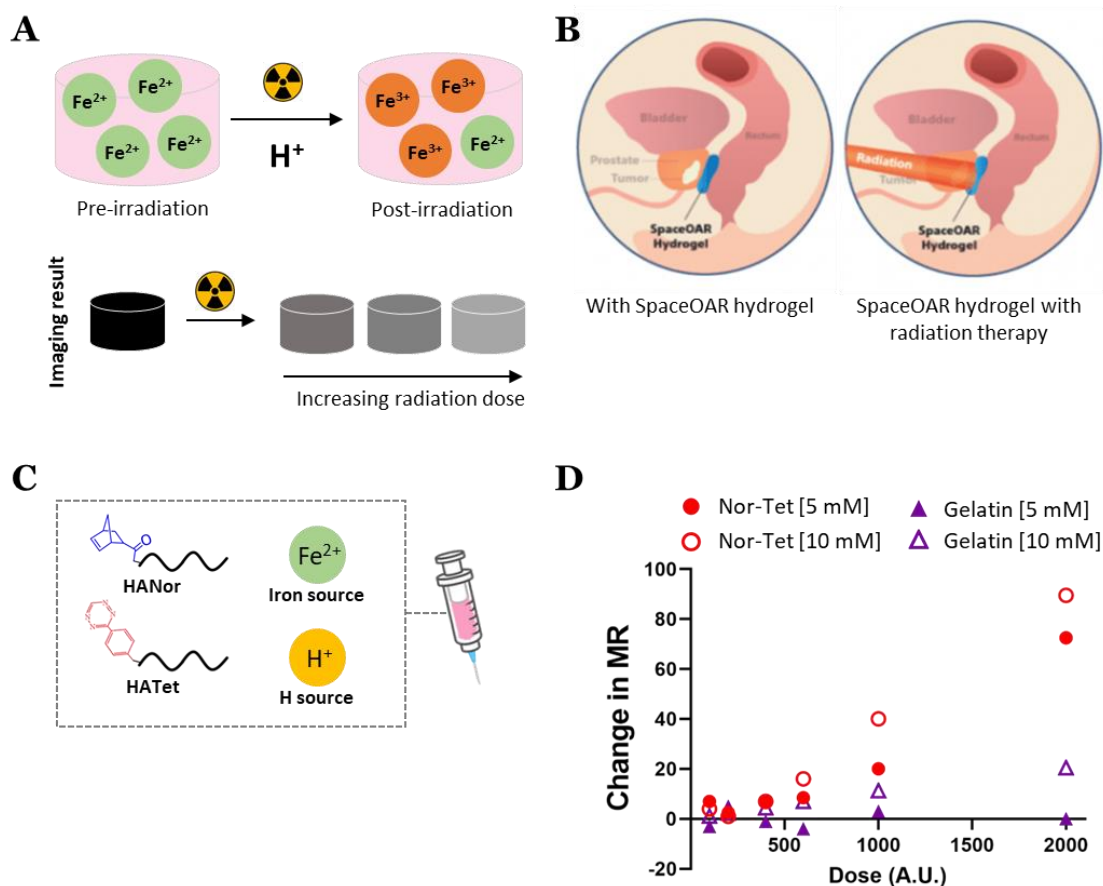 A
Fe2+
Fe2+
Fe2+
Fe2+
H+
Fe3+
Fe3+
Fe3+
Fe2+
Pre-irradiation
Post-irradiation
Imaging result
Increasing radiation dose
B
Bladder
Rectum
Prostate
Tumor
SpaceOAR
Hydrogel
With SpaceOAR hydrogel
Bladder
Rectum
Radiation
Tumor
SpaceOAR
Hydrogel
SpaceOAR hydrogel with
radiation therapy
C
HANor
N
N
N
N
HATet
Fe2+
Iron source
H+
H source
D
Nor-Tet [5 mM]
Gelatin [5 mM]
Nor-Tet [10 mM]
Gelatin [10 mM]
Change in MR
100
80
60
40
20
0
-20
500
1000
1500
2000
Dose (A.U.)